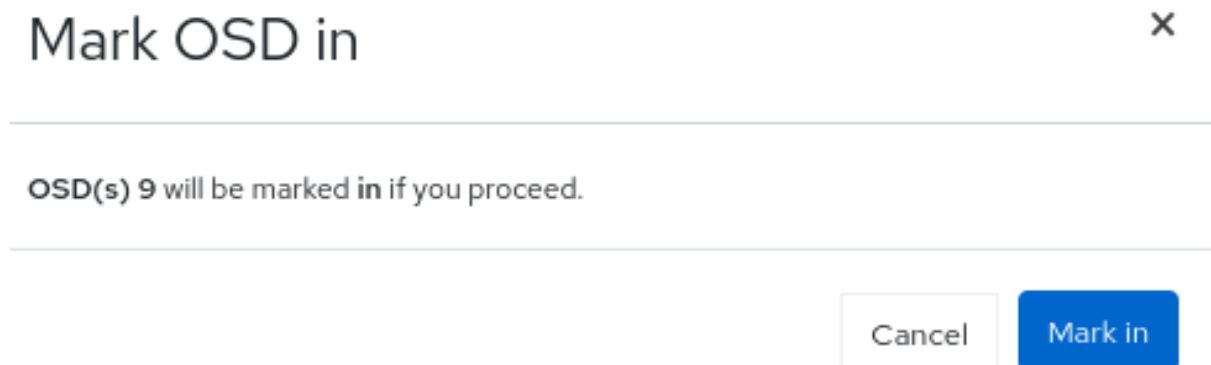 Mark OSD in
OSD(s) 9 will be marked in if you proceed.
Cancel
Mark in